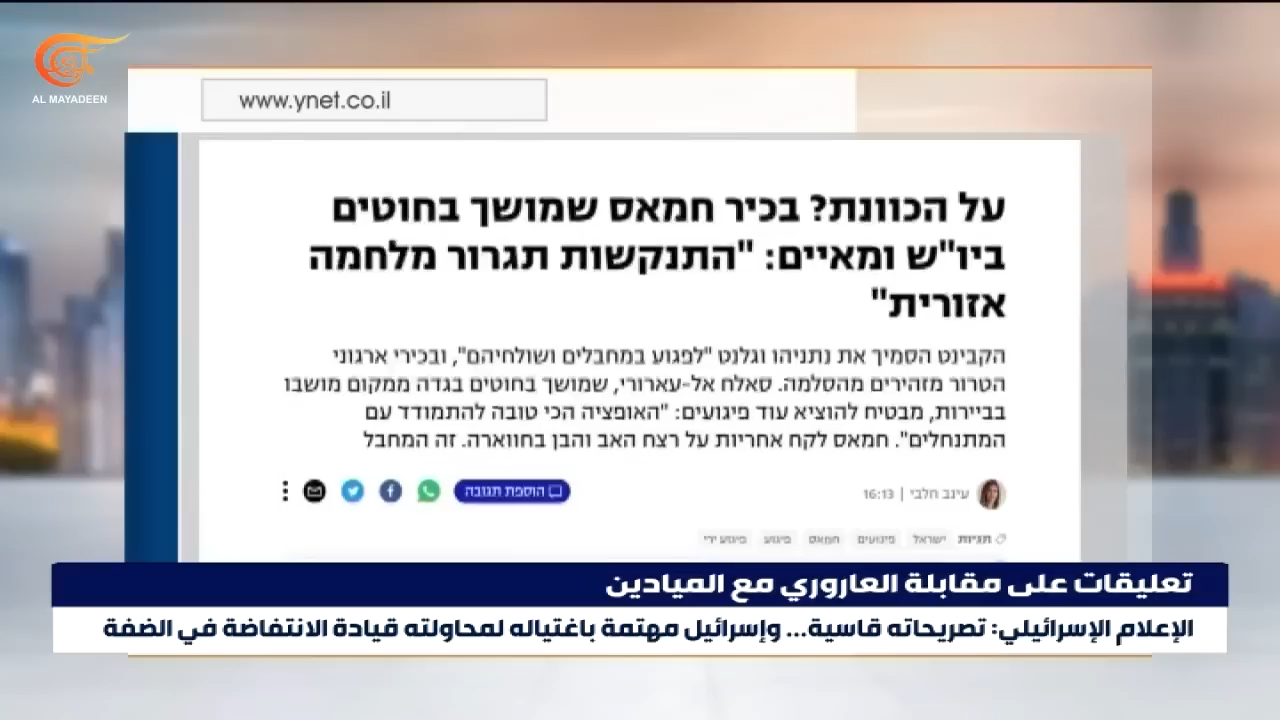 AL MAYADEEN
www.ynet.co.il
על הכוונת? בכיר חמאס שמושך בחוטים
ביו"ש ומאיים: "התנקשות תגרור מלחמה
אזורית"
הקבינט הסמיך את נתניהו וגלנט "לפגוע במחבלים ושולחיהם", ובכירי ארגוני
הטרור מזהירים מהסלמה. סאלח אל-עארורי, שמושך בחוטים בגדה ממקום מושבו
בביירות, מבטיח להוציא עוד פיגועים: "האופציה הכי טובה להתמודד עם
המתנחלים". חמאס לקח אחריות על רצח האב והבן בחווארה. זה המחבל
עינב חלבי | 16:13
הוספת תגובה
תגיות ישראל פיגועים חמאס פיגוע פיגוע ירי
تعليقات على مقابلة العاروري مع الميادين
الإعلام الإسرائيلي: تصريحاته قاسية... وإسرائيل مهتمة باغتياله لمحاولته قيادة الانتفاضة في الضفة